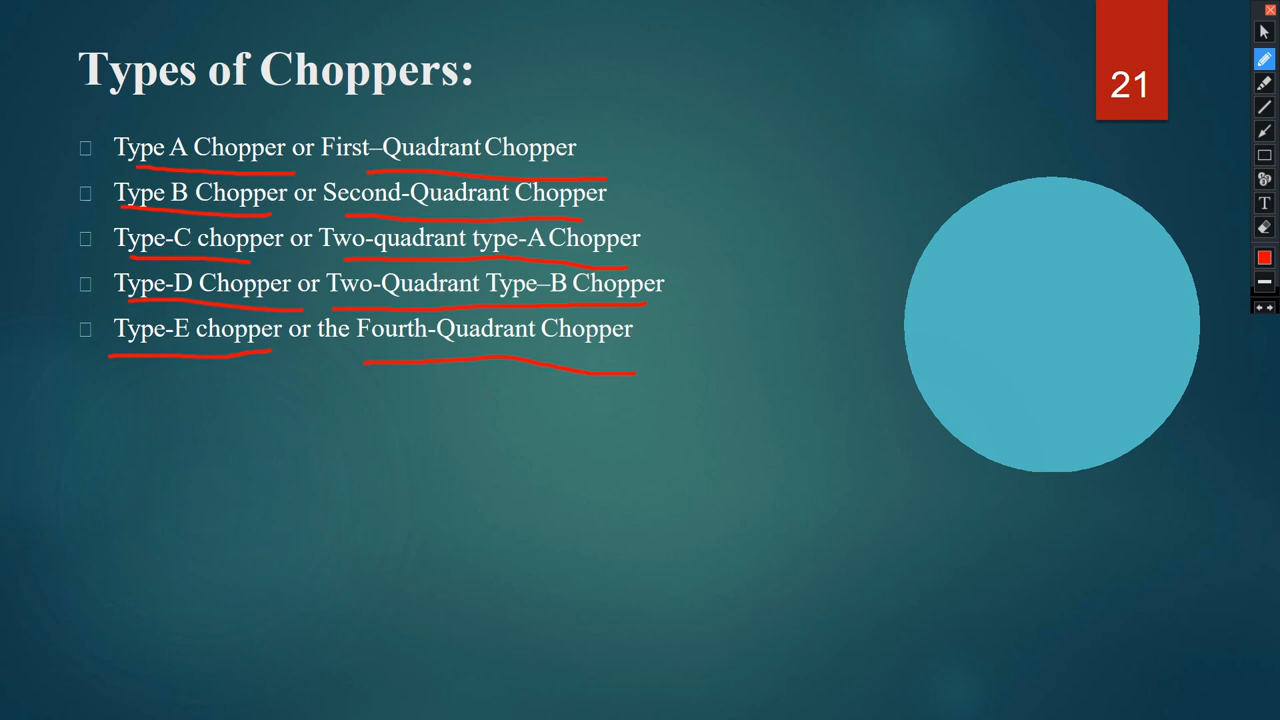 Types of Choppers:
21
Type A Chopper or First–Quadrant Chopper
Type B Chopper or Second-Quadrant Chopper
Type-C chopper or Two-quadrant type-A Chopper
Type-D Chopper or Two-Quadrant Type–B Chopper
Type-E chopper or the Fourth-Quadrant Chopper
T